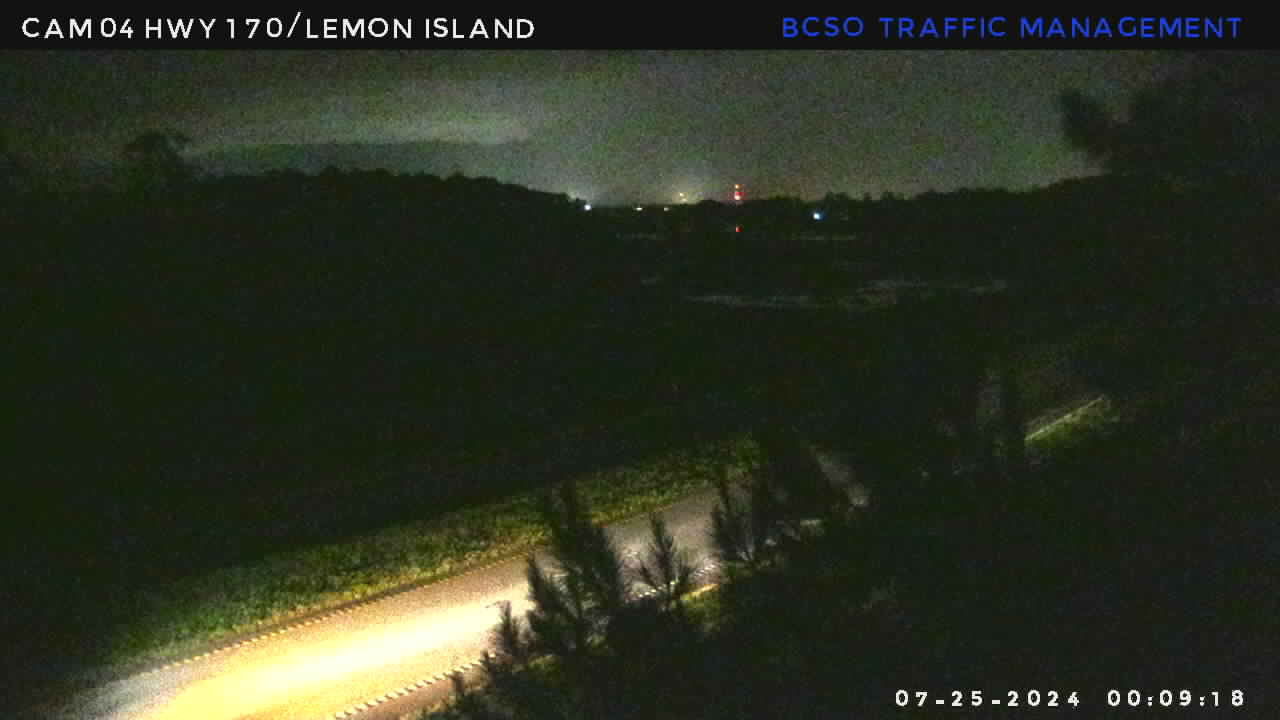 CAM04 HWY 170/LEMON ISLAND
BCSO TRAFFIC MANAGEMENT
07-25-2024 00:09:18